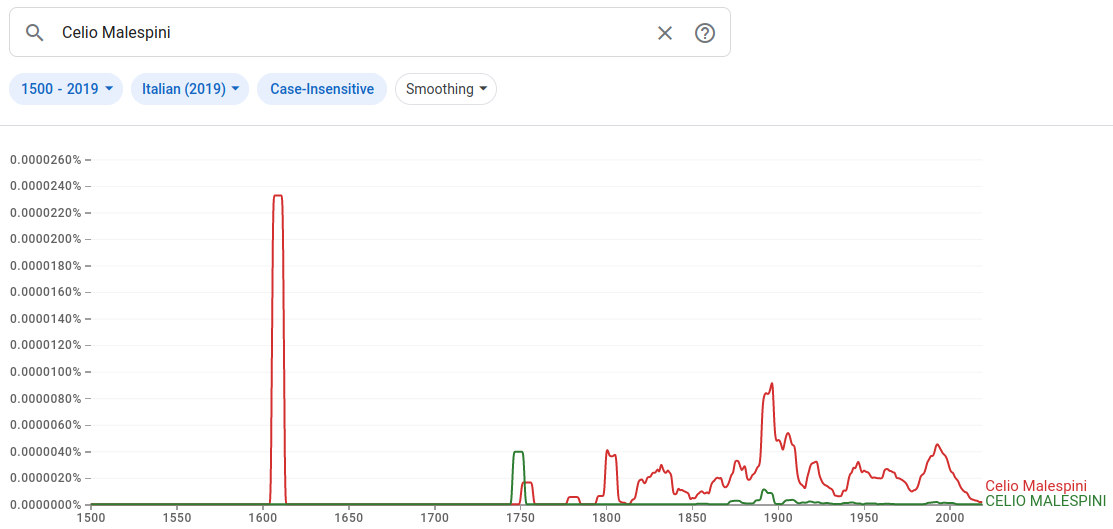 Celio Malespini
1500 - 2019 Italian (2019) Case-Insensitive Smoothing
0.0000260%
0.0000240%
0.0000220%
0.0000200%
0.0000180%
0.0000160%
0.0000140%
0.0000120%
0.0000100%
0.0000080%
0.0000060%
0.0000040%
0.0000020%
0.0000000%
1500 1550 1600 1650 1700 1750 1800 1850 1900 1950 2000
Celio Malespini
CELIO MALESPINI